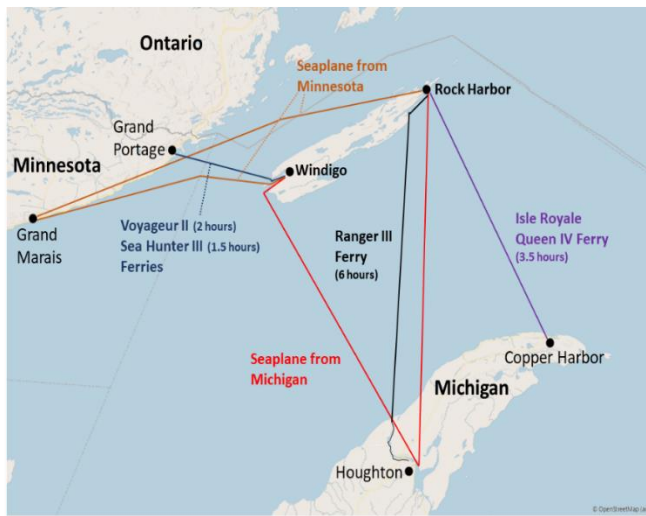 Ontario
Seaplane from
Minnesota
Rock Harbor
Grand
Portage
Minnesota
Windigo
Grand
Marais
Voyageur II (2 hours)
Sea Hunter III (1.5 hours)
Ferries
Ranger III
Ferry
(6 hours)
Isle Royale
Queen IV Ferry
(3.5 hours)
Seaplane from
Michigan
Copper Harbor
Michigan
Houghton
© OpenStreetMap